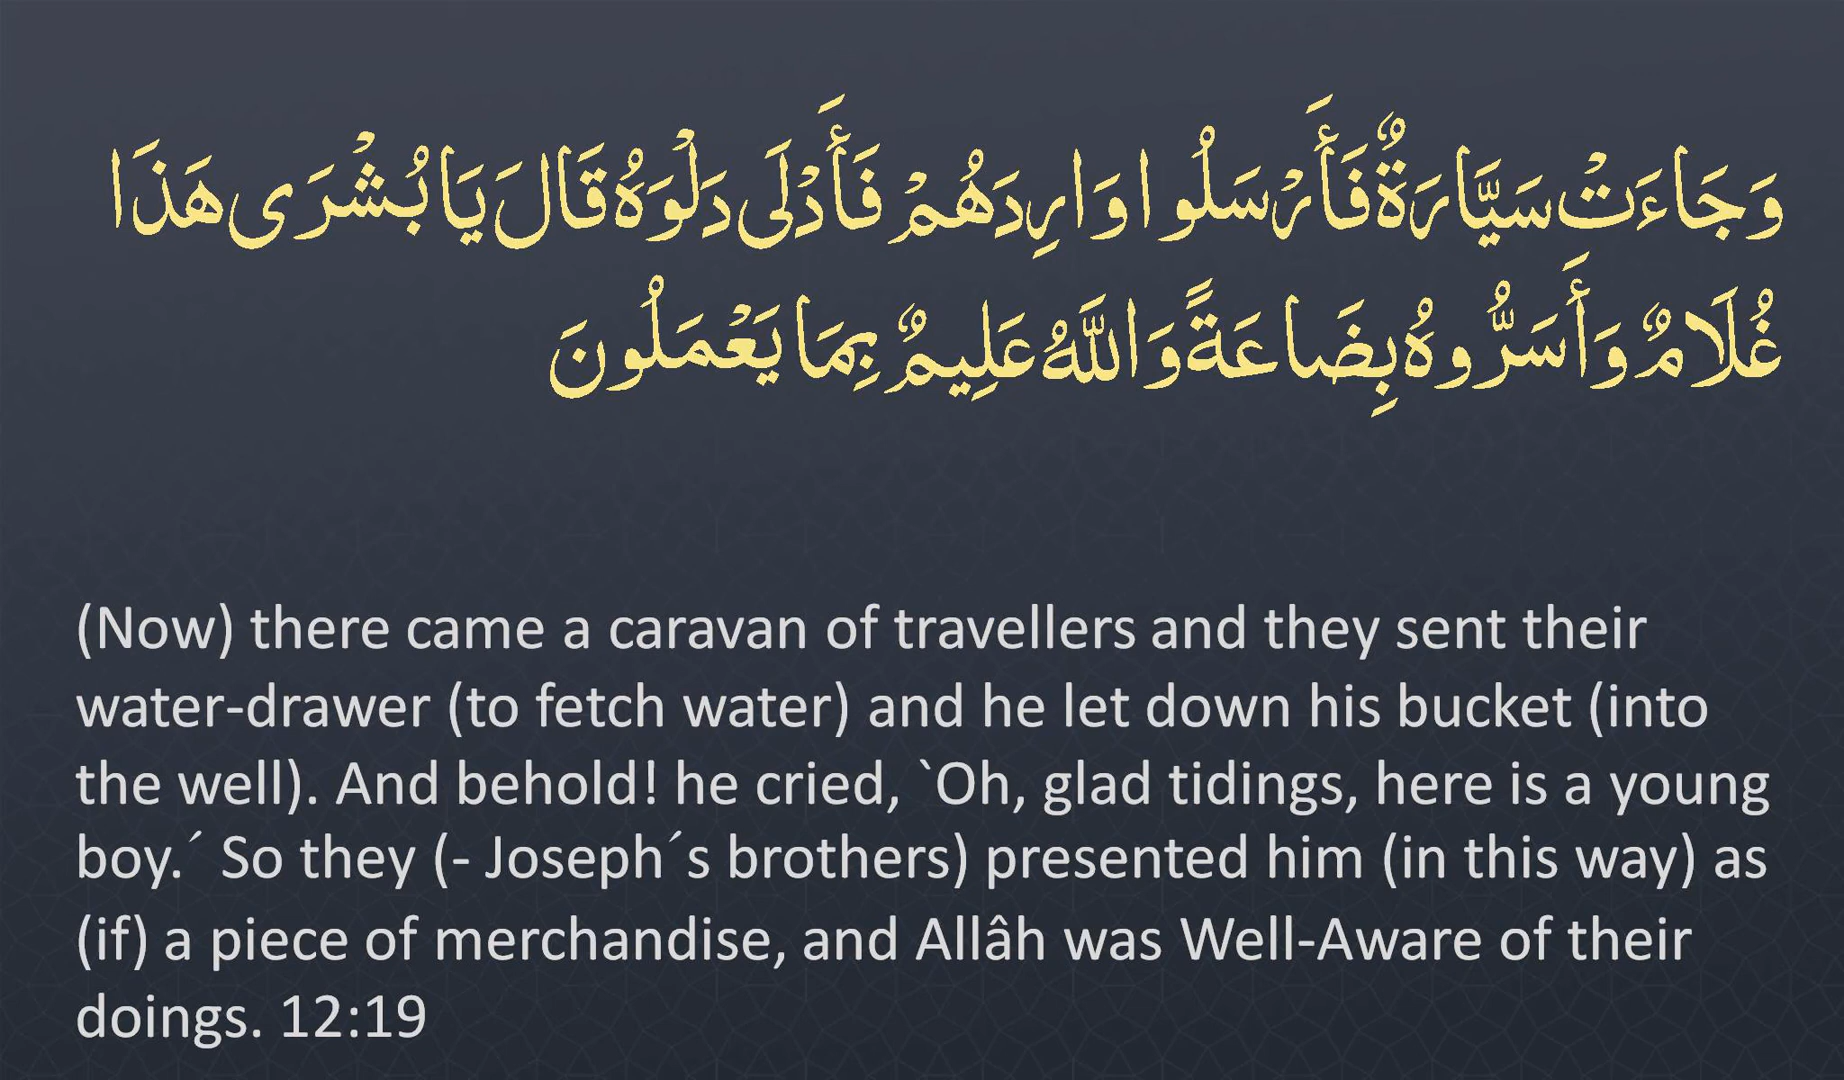 وَجَاءَتْ سَيَّارَةٌ فَأَرْسَلُوا وَارِدَهُمْ فَأَدْلَى دَلْوَهُ قَالَ يَا بُشْرَى هَذَا
غُلَامٌ وَأَسَرُّوهُ بِضَاعَةً وَاللَّهُ عَلِيمٌ بِمَا يَعْمَلُونَ
(Now) there came a caravan of travellers and they sent their
water-drawer (to fetch water) and he let down his bucket (into
the well). And behold! he cried, `Oh, glad tidings, here is a young
boy.´ So they (- Joseph´s brothers) presented him (in this way) as
(if) a piece of merchandise, and Allâh was Well-Aware of their
doings. 12:19